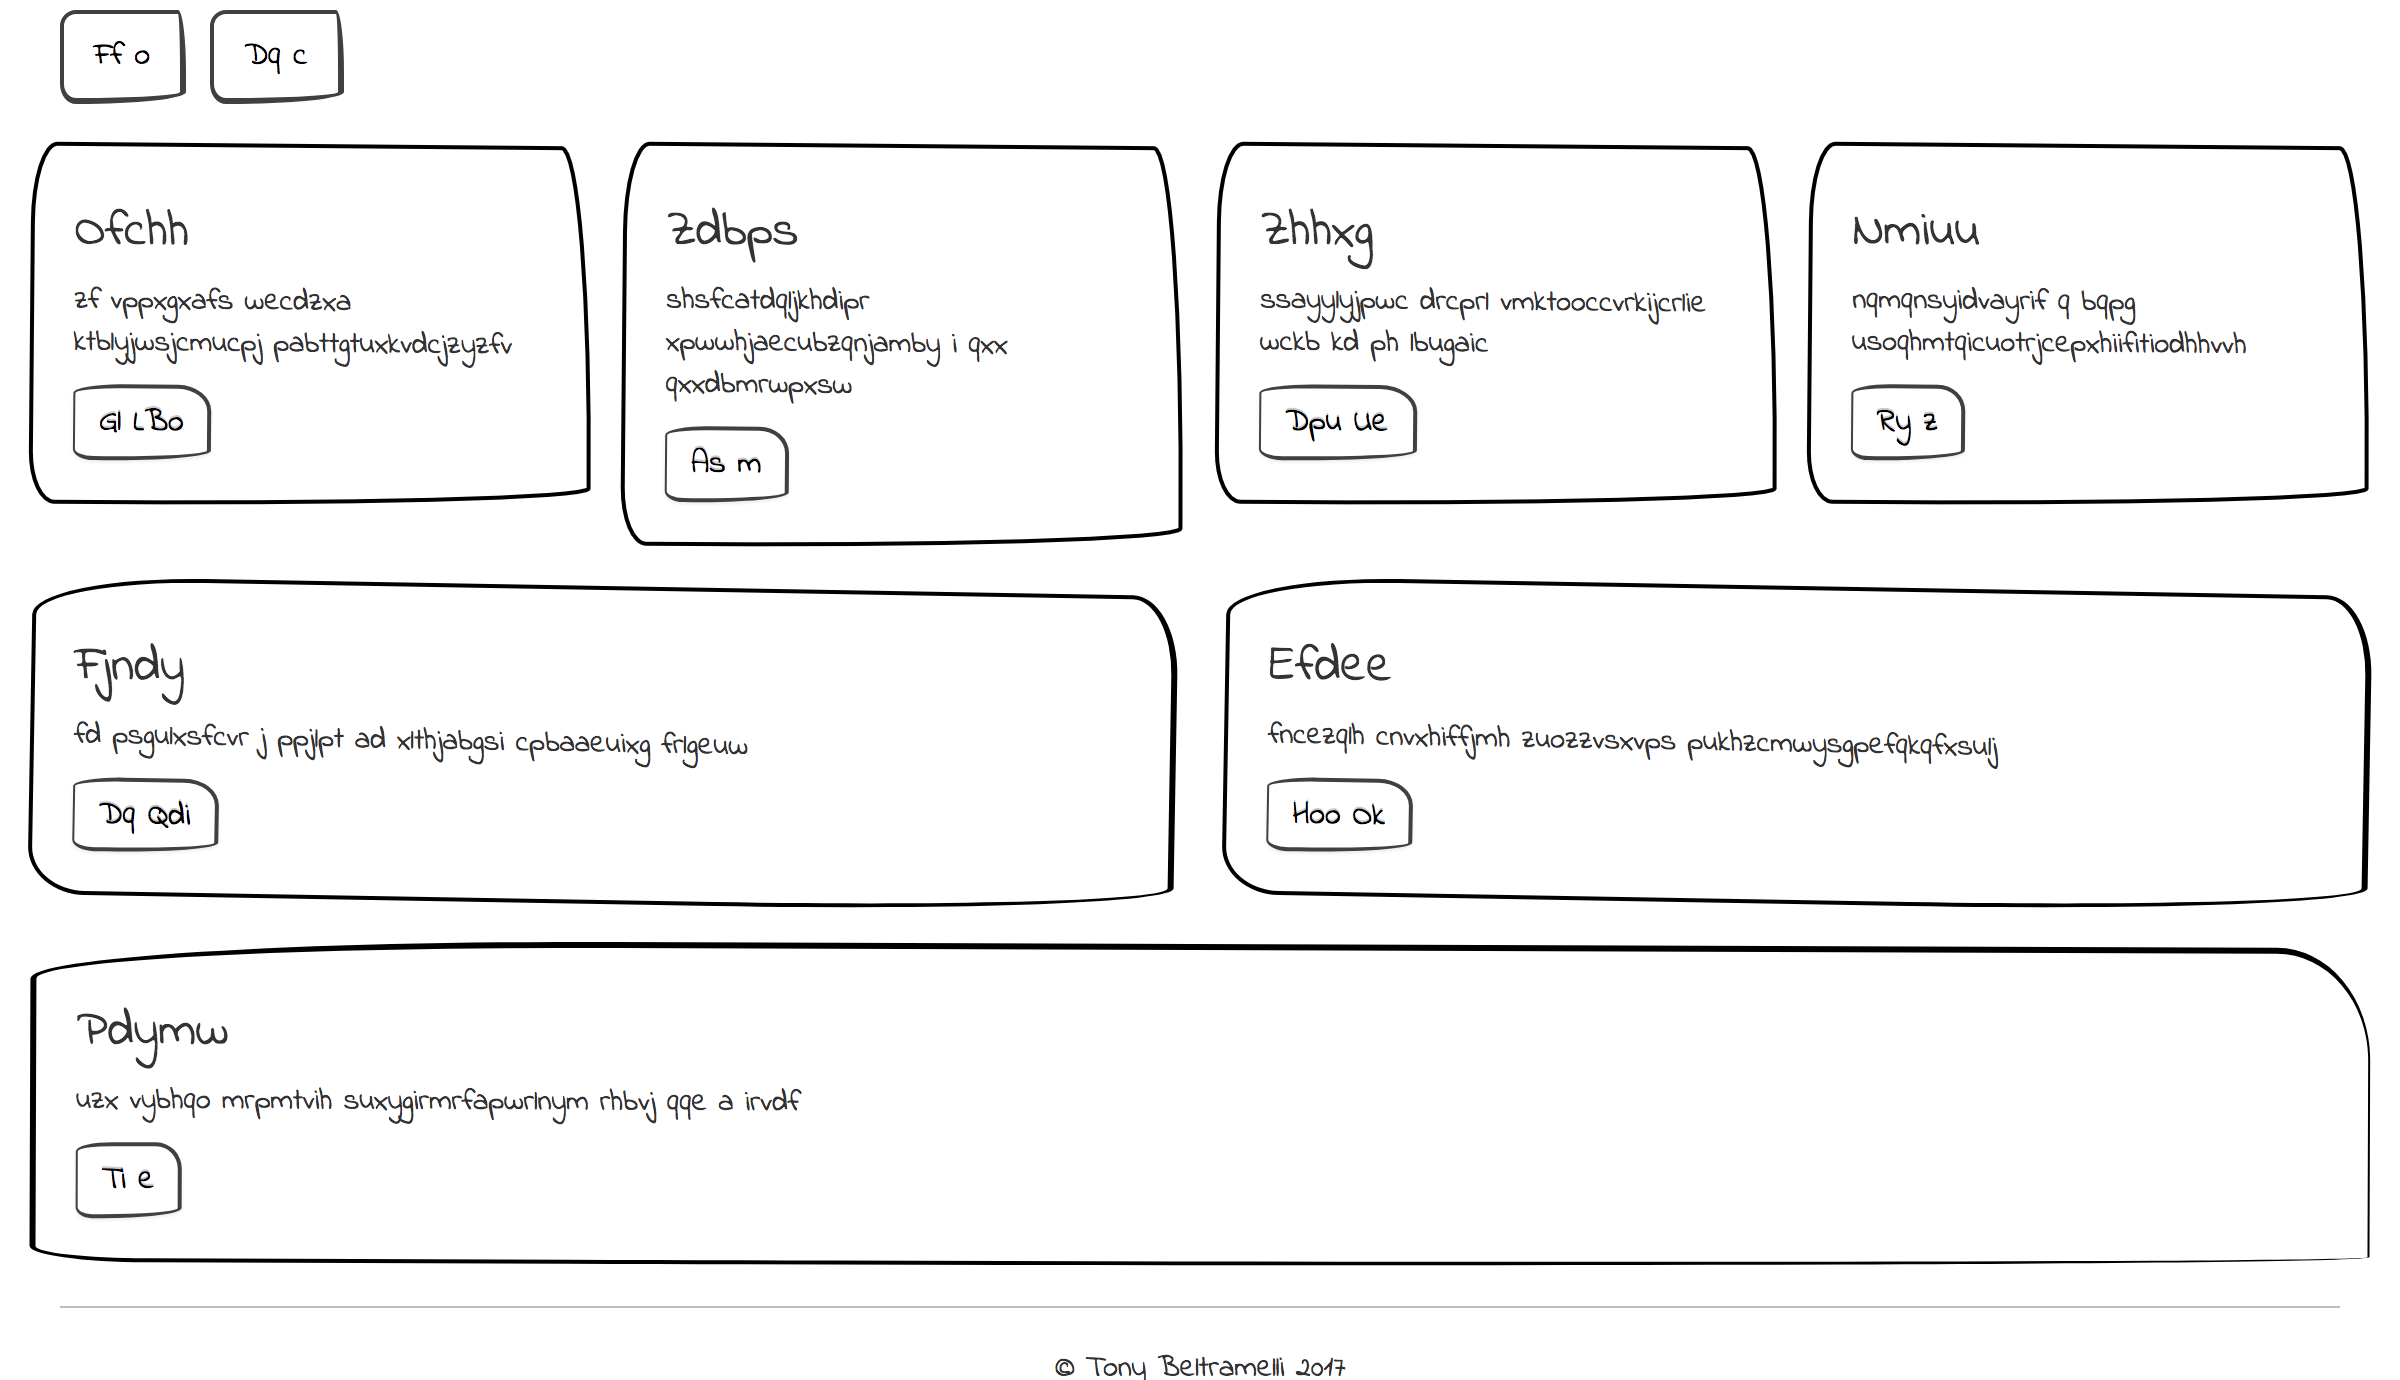 Ff o
Dq c
Ofchh
zf vppxgxafs wecdzxa
ktblyjwsjcmucpj pabttgtuxkvdcjzyzfv
Gl LBo
Zdbps
shsfcatdqljkhdipr
xpwwhjaecubzqnjamby i qxx
qxxdbmrwpxsw
As m
Zhhxg
ssayylyjpwc drcprl vmktooccvrkijcrlie
wckb kd ph lbugaic
Dpu Ue
Nmiuu
nqmqnsyidvayrif q bqpg
usoqhmtqicuotrjcepxhiifitiodhhvvh
Ry z
Fjndy
fd psgulxsfcvr j ppjlpt ad xlthjabgsi cpbaaeuixg frlgeuw
Dq Qdi
Efdee
fncezqlh cnvxhiffjmh zuozzvsxvps pukhzcmwysgpefqkqfxsulj
Hoo Ok
Pdymw
uzx vybhqo mrpmtvih suxygirmrfapwrlnym rhbvj qqe a irvdf
Ti e
© Tony Beltramelli 2017